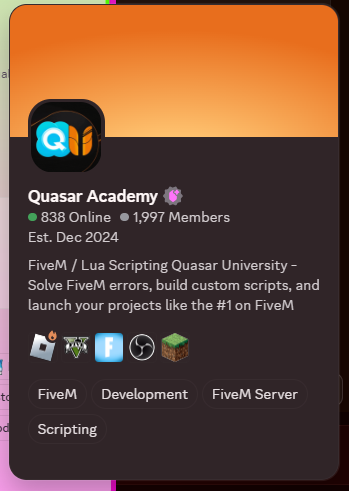 Quasar Academy
838 Online 1,997 Members
Est. Dec 2024
FiveM / Lua Scripting Quasar University -
Solve FiveM errors, build custom scripts, and
launch your projects like the #1 on FiveM
FiveM Development FiveM Server
Scripting